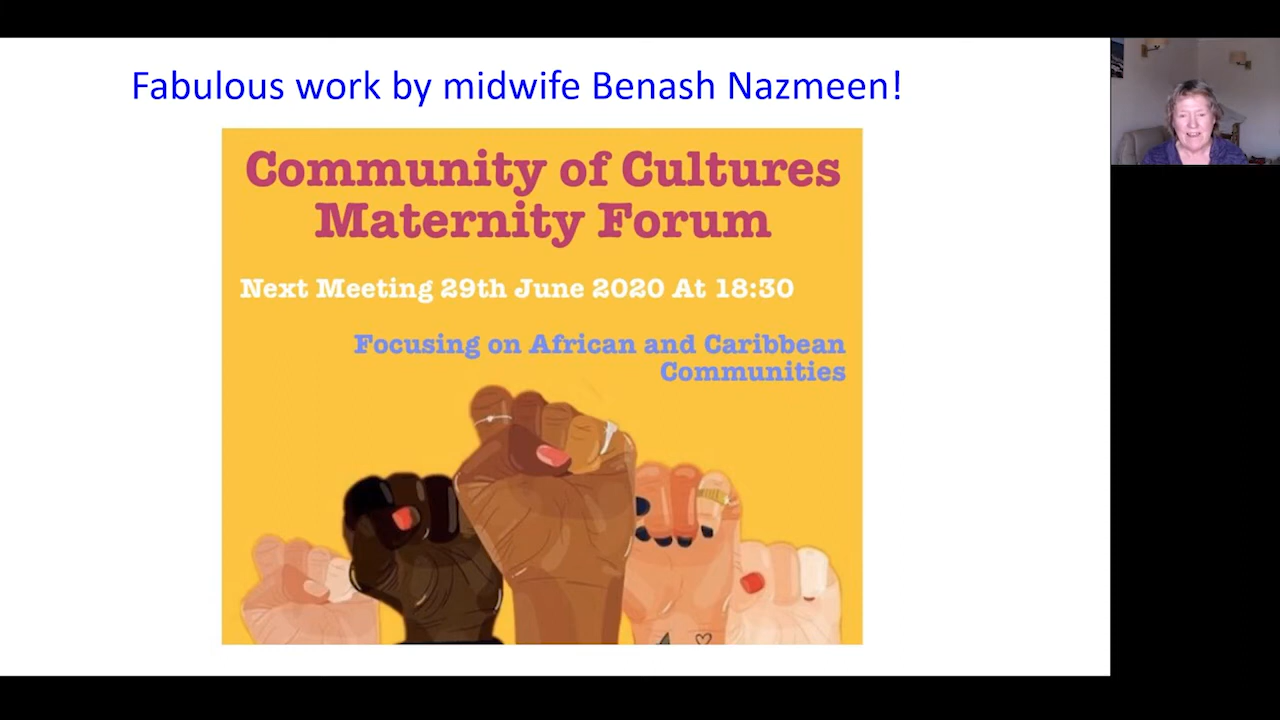 Fabulous work by midwife Benash Nazmeen!
Community of Cultures
Maternity Forum
Next Meeting 29th June 2020 At 18:30
Focusing on African and Caribbean
Communities